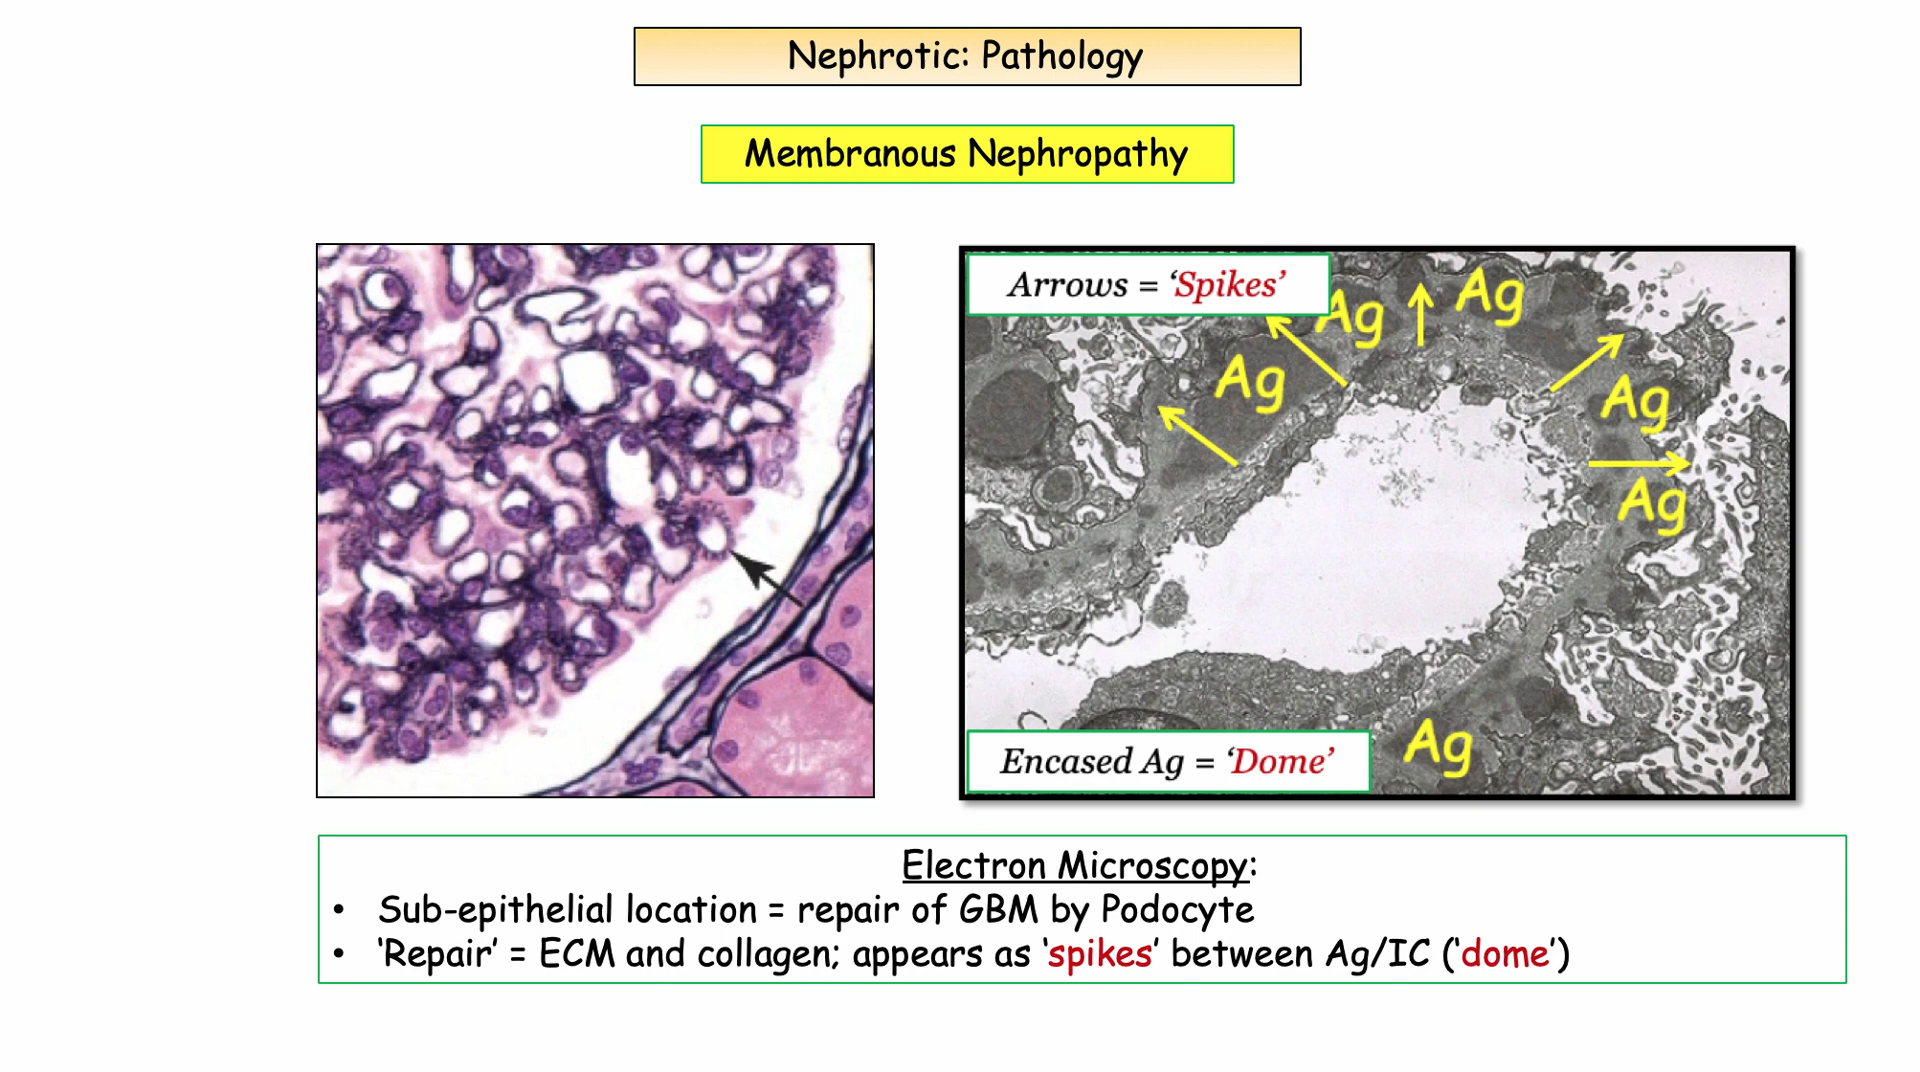 Nephrotic: Pathology
Membranous Nephropathy
Arrows = ‘Spikes’
Ag
Ag
Ag
Ag
Ag
Ag
Encased Ag = ‘Dome’
Electron Microscopy:
• Sub-epithelial location = repair of GBM by Podocyte
• ‘Repair’ = ECM and collagen; appears as ‘spikes’ between Ag/IC (‘dome’)